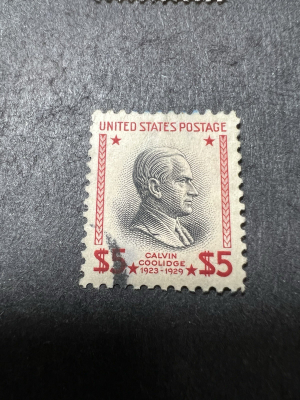 UNITED STATES POSTAGE
CALVIN
$5 COOLIDGE $5
1923-1929